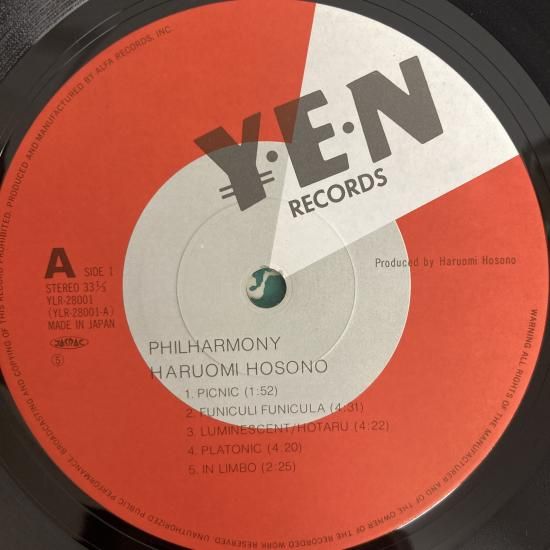 Y·E·N
RECORDS
Produced by Haruomi Hosono
A SIDE 1
STEREO 33⅓
YLR-28001
(YLR-28001-A)
MADE IN JAPAN
JASRAC
⑤
PHILHARMONY
HARUOMI HOSONO
1. PICNIC (1:52)
2. FUNICULI FUNICULA (4:31)
3. LUMINESCENT/HOTARU (4:22)
4. PLATONIC (4:20)
5. IN LIMBO (2:25)
WARNING: ALL RIGHTS OF THE MANUFACTURER AND OF THE OWNER OF THE RECORDED WORK RESERVED. UNAUTHORIZED PUBLIC PERFORMANCE, BROADCASTING AND COPYING OF THIS RECORD PROHIBITED. PRODUCED AND MANUFACTURED BY ALFA RECORDS, INC.